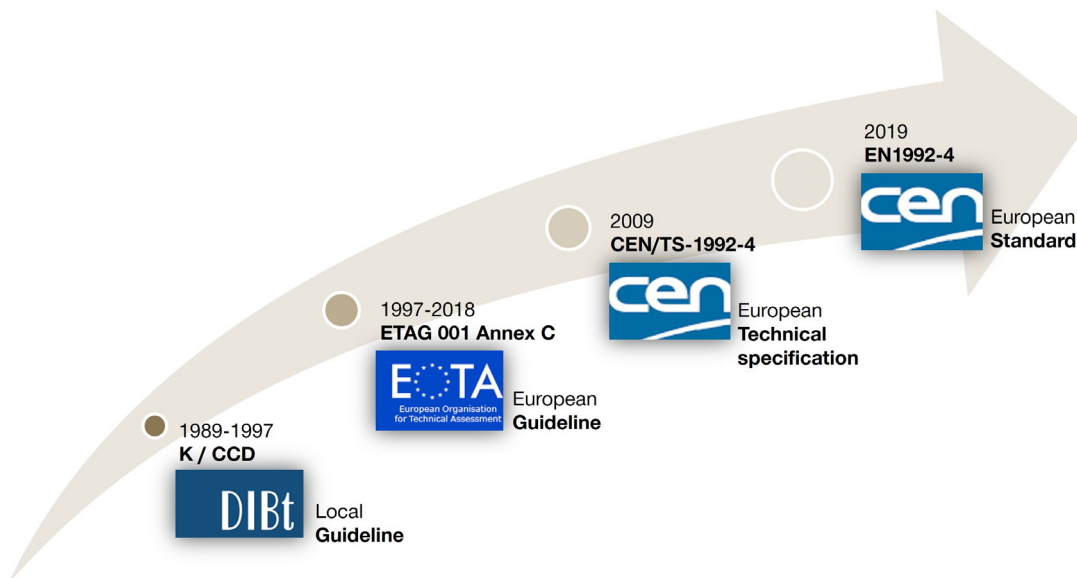 2019
EN1992-4
cen
European
Standard
2009
CEN/TS-1992-4
cen
European
Technical
specification
1997-2018
ETAG 001 Annex C
EOTA
European Organisation
for Technical Assessment
European
Guideline
1989-1997
K / CCD
DIBt
Local
Guideline